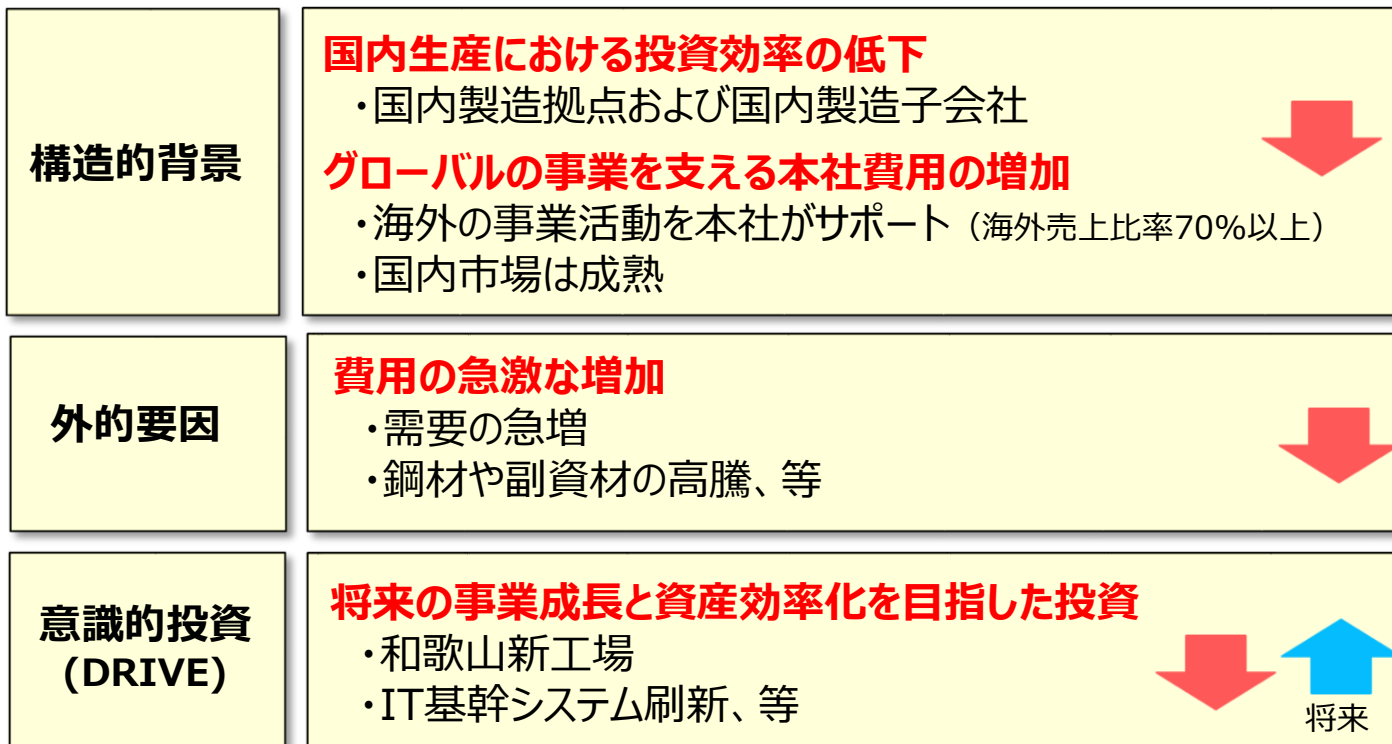 構造的背景
国内生産における投資効率の低下
・国内製造拠点および国内製造子会社
グローバルの事業を支える本社費用の増加
・海外の事業活動を本社がサポート（海外売上比率70%以上）
・国内市場は成熟
外的要因
費用の急激な増加
・需要の急増
・鋼材や副資材の高騰、等
意識的投資
(DRIVE)
将来の事業成長と資産効率化を目指した投資
・和歌山新工場
・IT基幹システム刷新、等
将来